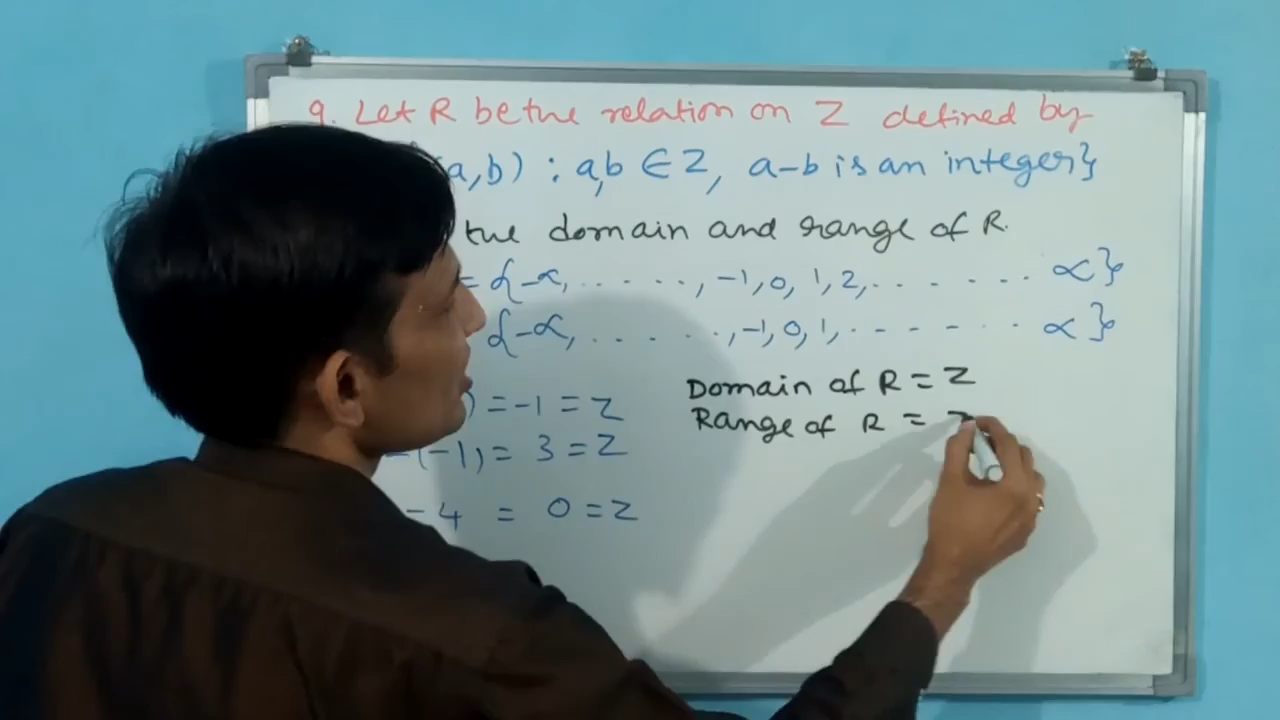 9. Let R be the relation on Z defined by
(a,b) : a,b ∈ Z, a-b is an integer}
the domain and range of R.
= {-∝, . . . . . , -1, 0, 1, 2, . . . . . . ∝}
{-∝, . . . . . . , -1, 0, 1, - - - - - . ∝}
) = -1 = Z
-(-1) = 3 = Z
- 4 = 0 = Z
Domain of R = Z
Range of R = Z